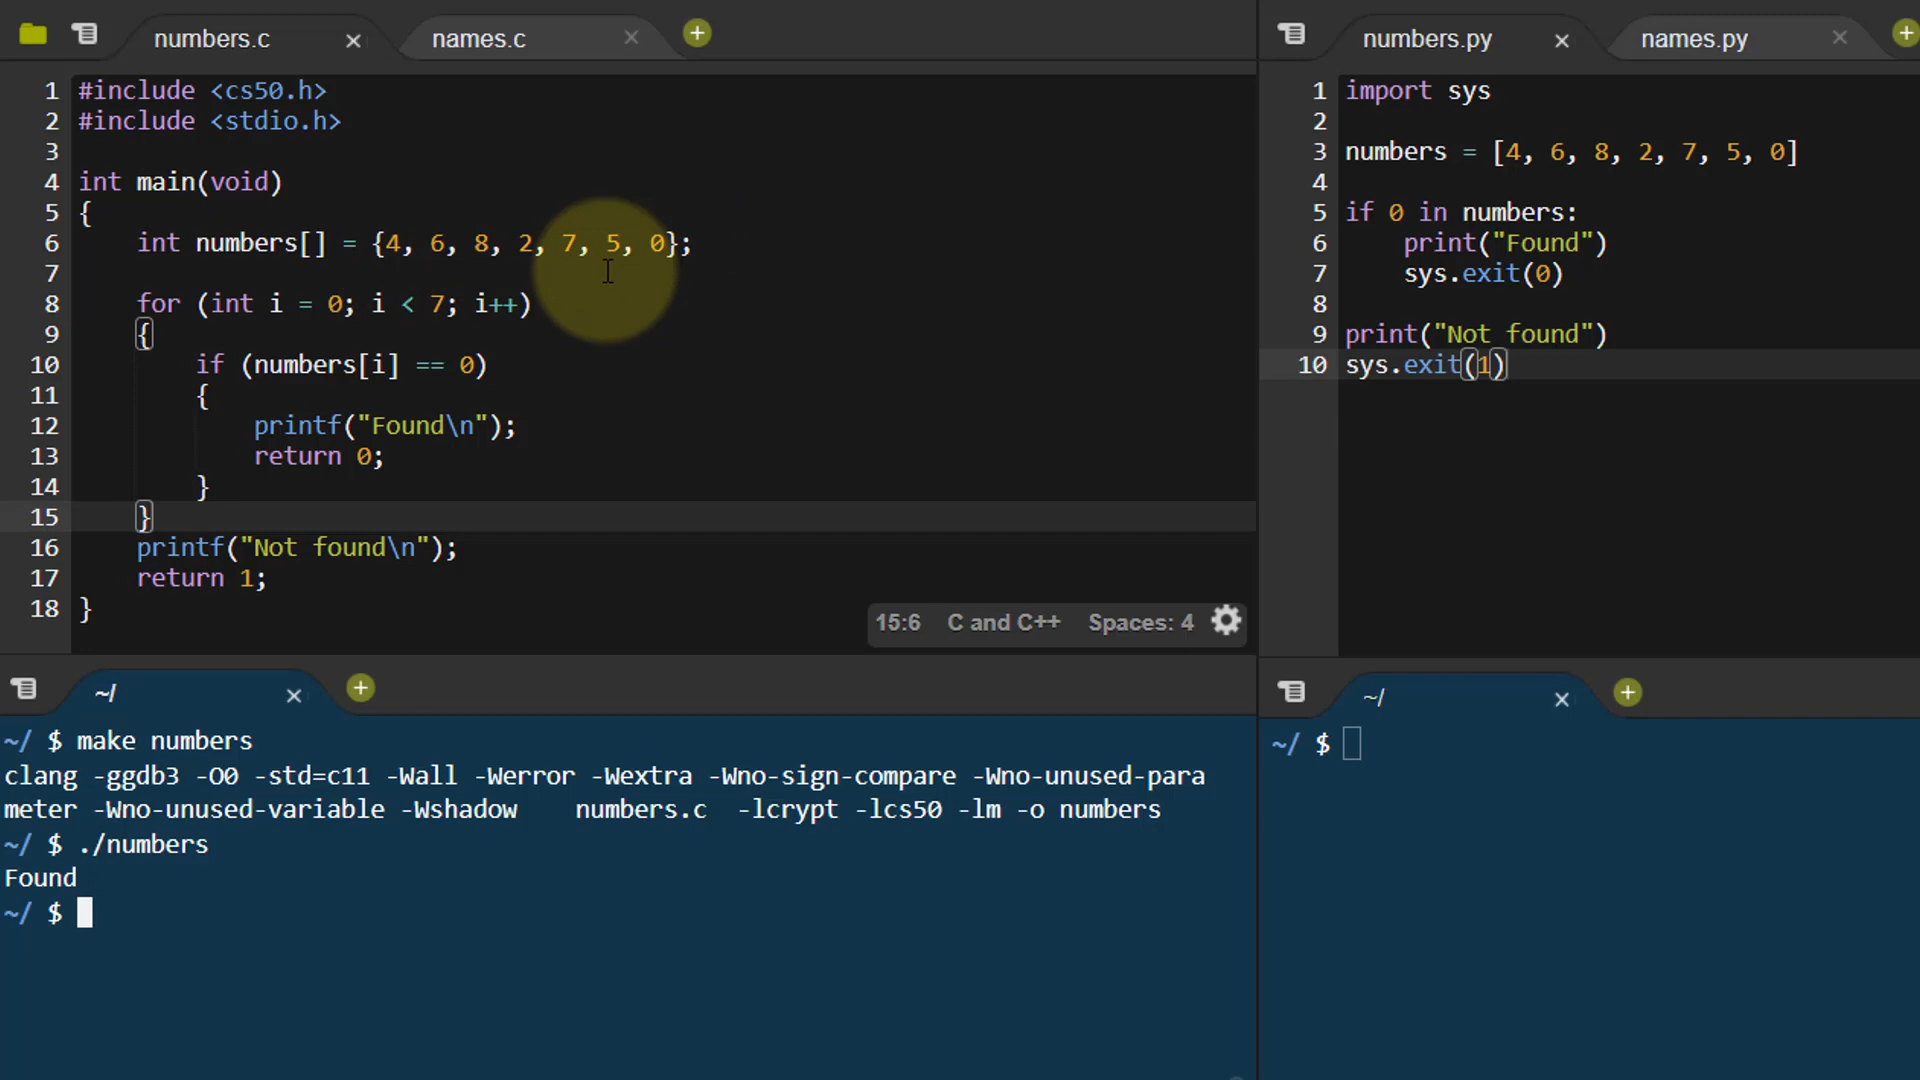 numbers.c
names.c
1 #include <cs50.h>
2 #include <stdio.h>
3
4 int main(void)
5 {
6     int numbers[] = {4, 6, 8, 2, 7, 5, 0};
7
8     for (int i = 0; i < 7; i++)
9     {
10         if (numbers[i] == 0)
11         {
12             printf("Found\n");
13             return 0;
14         }
15     }
16     printf("Not found\n");
17     return 1;
18 }
15:6 C and C++ Spaces: 4
~/
~/ $ make numbers
clang -ggdb3 -O0 -std=c11 -Wall -Werror -Wextra -Wno-sign-compare -Wno-unused-para
meter -Wno-unused-variable -Wshadow    numbers.c  -lcrypt -lcs50 -lm -o numbers
~/ $ ./numbers
Found
~/ $
numbers.py
names.py
1 import sys
2
3 numbers = [4, 6, 8, 2, 7, 5, 0]
4
5 if 0 in numbers:
6     print("Found")
7     sys.exit(0)
8
9 print("Not found")
10 sys.exit(1)
~/
~/ $